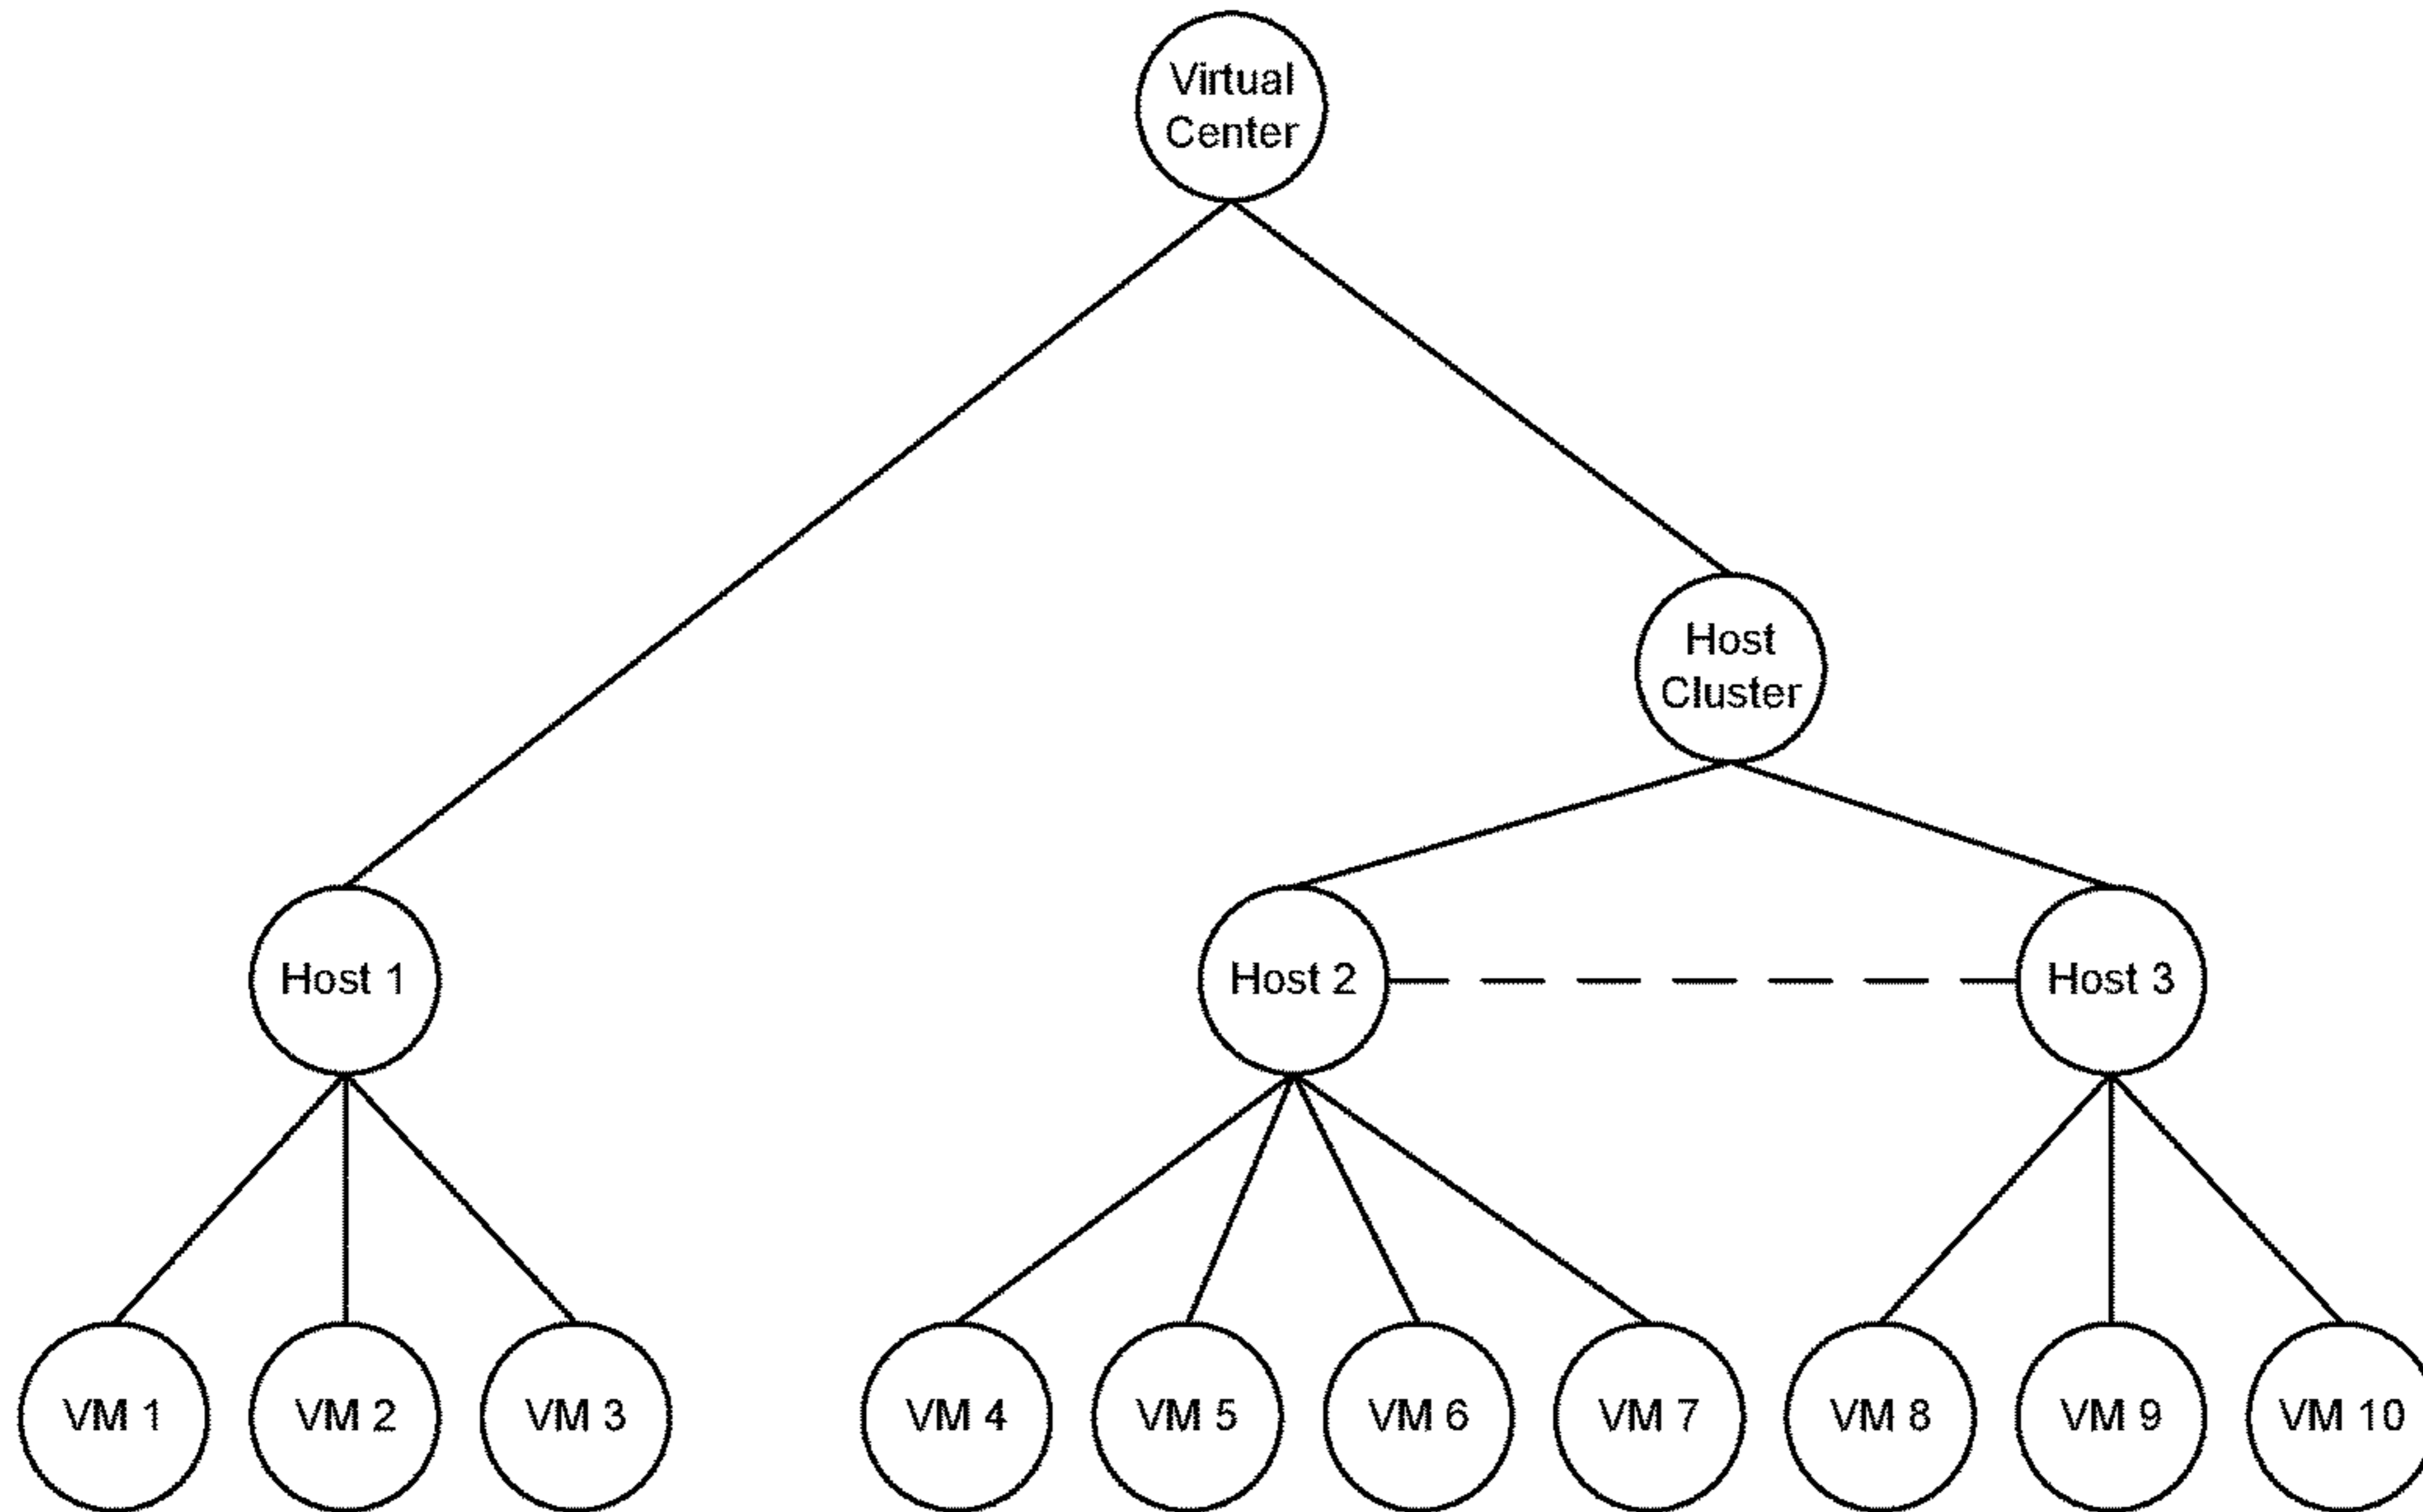 Virtual
Center
Host
Cluster
Host 1
Host 2
Host 3
VM 1
VM 2
VM 3
VM 4
VM 5
VM 6
VM 7
VM 8
VM 9
VM 10